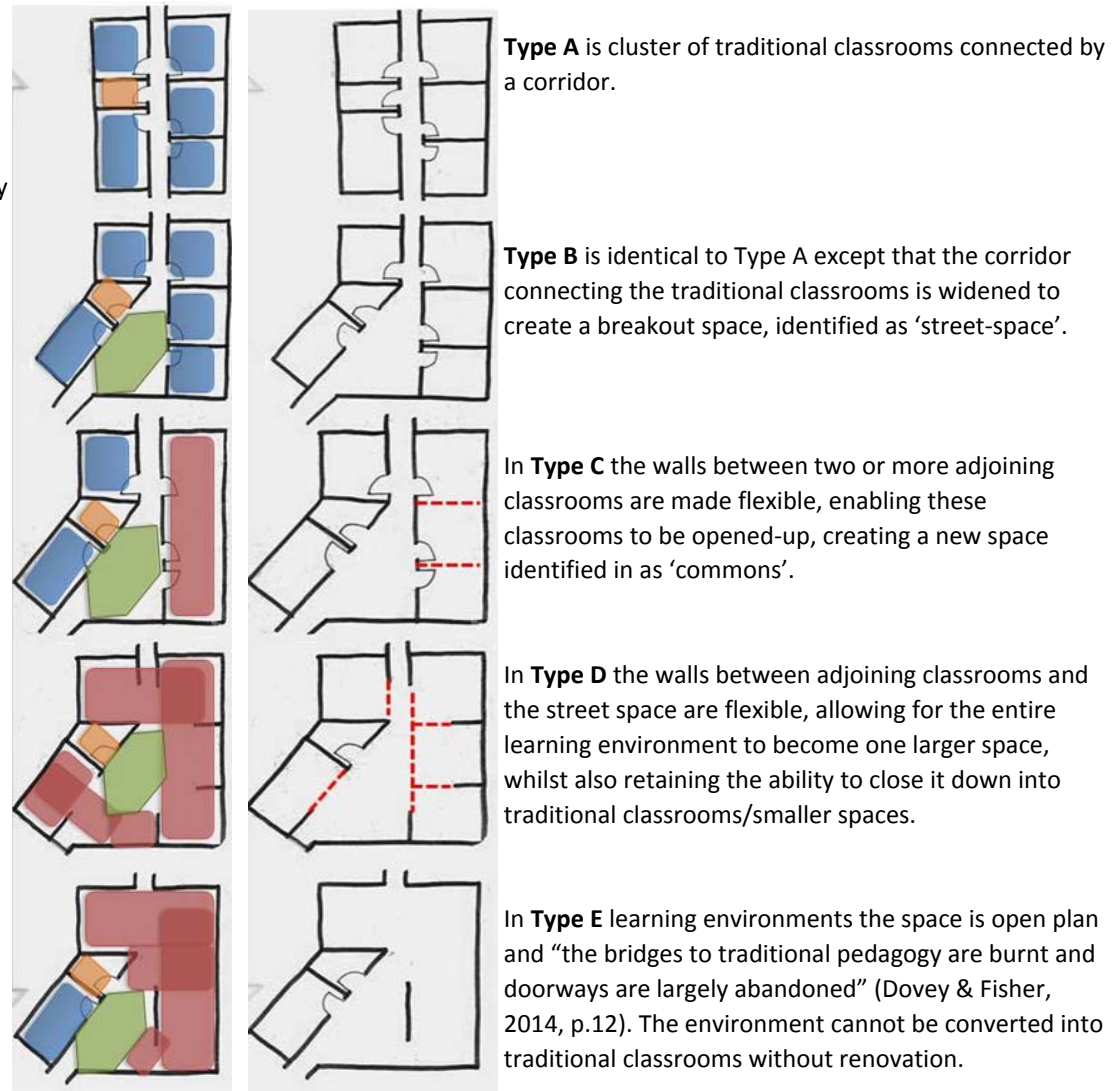 Type A is cluster of traditional classrooms connected by
a corridor.
y
Type B is identical to Type A except that the corridor
connecting the traditional classrooms is widened to
create a breakout space, identified as ‘street-space’.
In Type C the walls between two or more adjoining
classrooms are made flexible, enabling these
classrooms to be opened-up, creating a new space
identified in as ‘commons’.
In Type D the walls between adjoining classrooms and
the street space are flexible, allowing for the entire
learning environment to become one larger space,
whilst also retaining the ability to close it down into
traditional classrooms/smaller spaces.
In Type E learning environments the space is open plan
and “the bridges to traditional pedagogy are burnt and
doorways are largely abandoned” (Dovey & Fisher,
2014, p.12). The environment cannot be converted into
traditional classrooms without renovation.